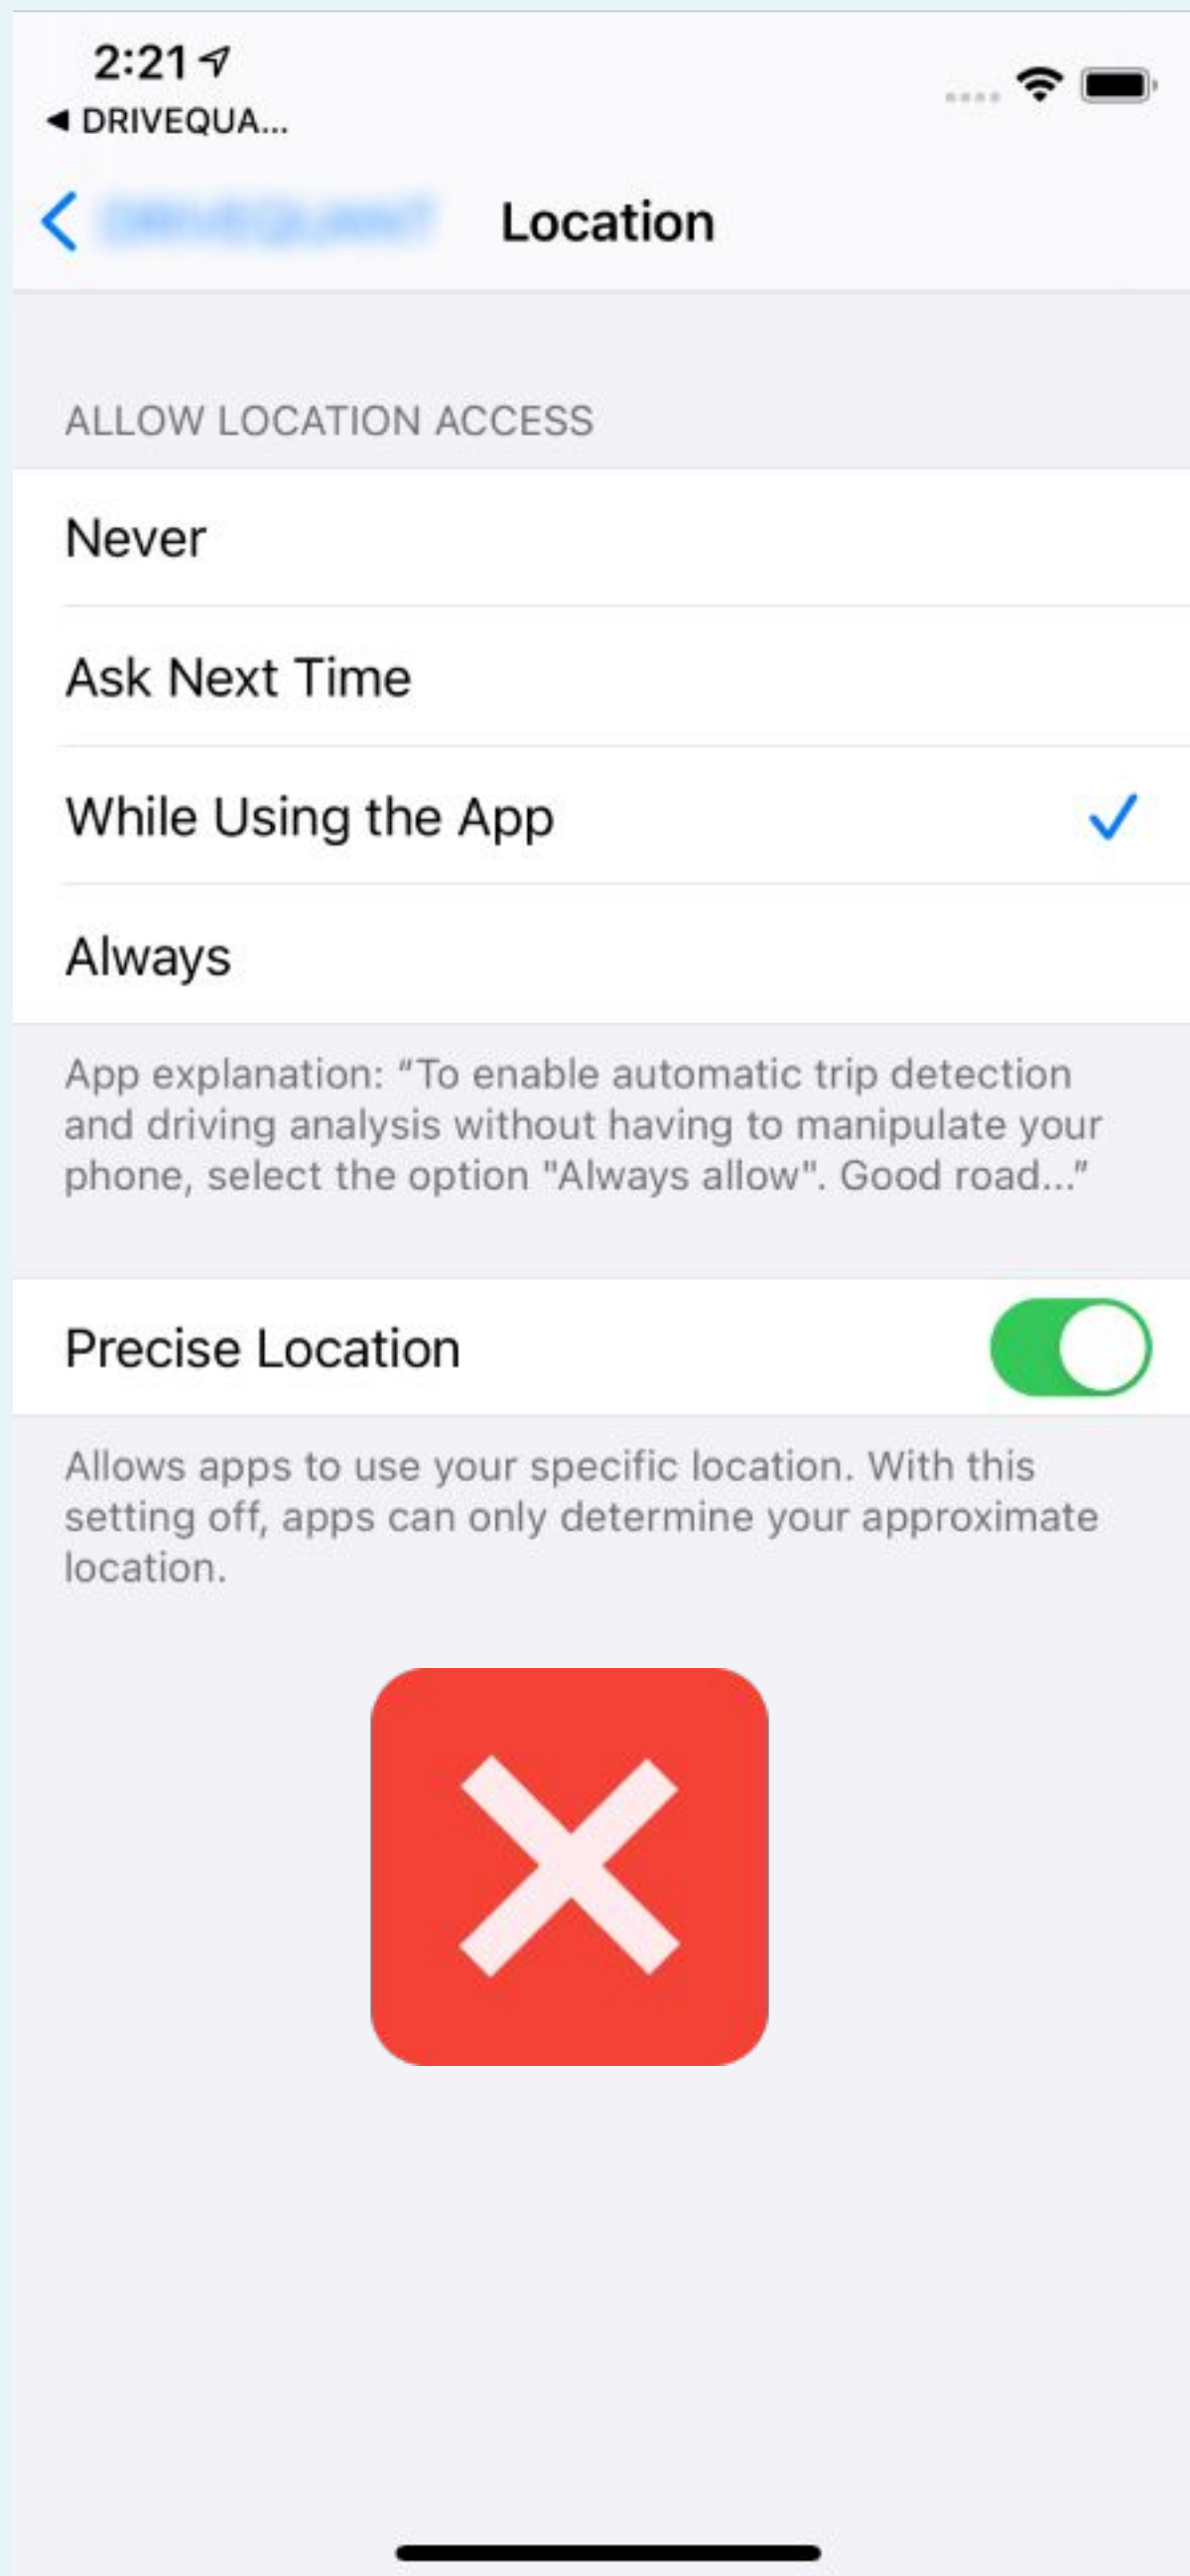 2:21
◀ DRIVEQUA...
Location
ALLOW LOCATION ACCESS
Never
Ask Next Time
While Using the App
Always
App explanation: “To enable automatic trip detection
and driving analysis without having to manipulate your
phone, select the option "Always allow". Good road...”
Precise Location
Allows apps to use your specific location. With this
setting off, apps can only determine your approximate
location.